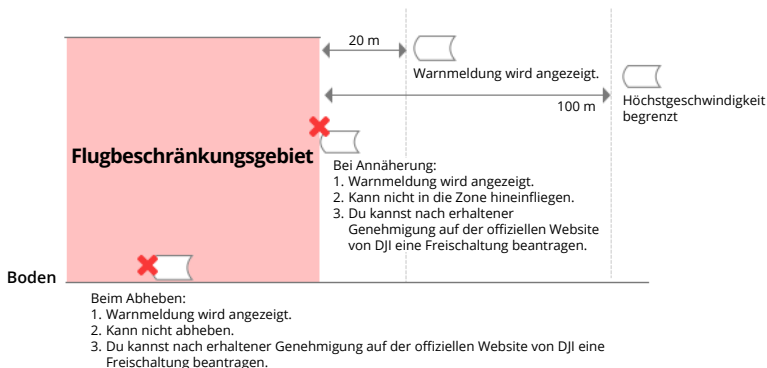 20 m
Warnmeldung wird angezeigt.
100 m
Höchstgeschwindigkeit
begrenzt
Flugbeschränkungsgebiet
Bei Annäherung:
1. Warnmeldung wird angezeigt.
2. Kann nicht in die Zone hineinfliegen.
3. Du kannst nach erhaltener
Genehmigung auf der offiziellen Website
von DJI eine Freischaltung beantragen.
Boden
Beim Abheben:
1. Warnmeldung wird angezeigt.
2. Kann nicht abheben.
3. Du kannst nach erhaltener Genehmigung auf der offiziellen Website von DJI eine
Freischaltung beantragen.